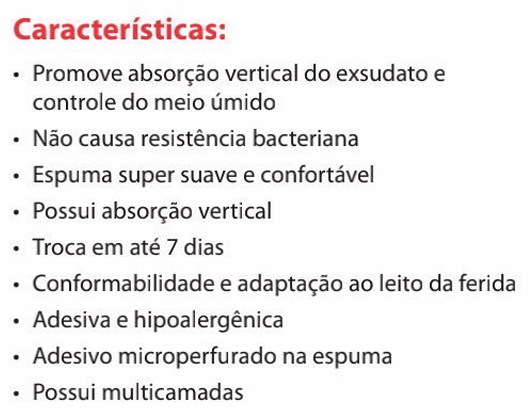 Características:
• Promove absorção vertical do exsudato e
controle do meio úmido
• Não causa resistência bacteriana
• Espuma super suave e confortável
• Possui absorção vertical
• Troca em até 7 dias
• Conformabilidade e adaptação ao leito da ferida
• Adesiva e hipoalergênica
• Adesivo microperfurado na espuma
• Possui multicamadas